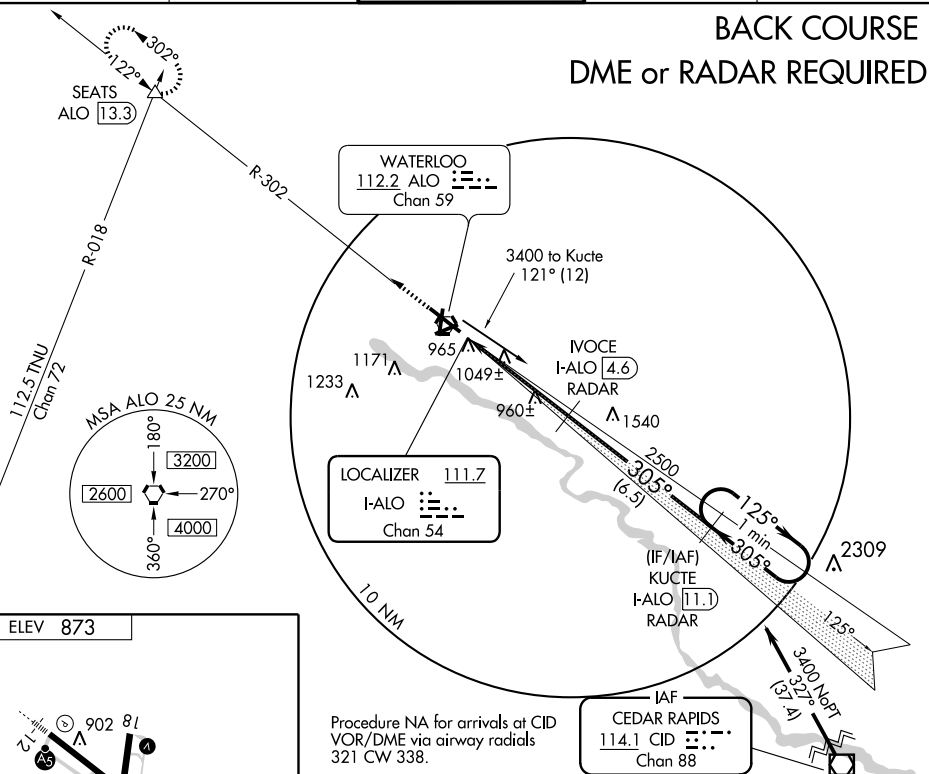 BACK COURSE
DME or RADAR REQUIRED
302°
122°
SEATS
ALO 13.3
R-302
R-018
112.5 TNU
Chan 72
WATERLOO
112.2 ALO
Chan 59
3400 to Kucte
121° (12)
965
1049±
1171
1233
960±
IVOCE
I-ALO 4.6
RADAR
1540
MSA ALO 25 NM
180°
3200
2600
270°
4000
360°
LOCALIZER 111.7
I-ALO
Chan 54
2500
305°
(6.5)
125°
1 min
305°
2309
(IF/IAF)
KUCTE
I-ALO 11.1
RADAR
125°
10 NM
3400 NoPT
327°
(37.4)
ELEV 873
12
A5
P
902
18
V
Procedure NA for arrivals at CID
VOR/DME via airway radials
321 CW 338.
IAF
CEDAR RAPIDS
114.1 CID
Chan 88